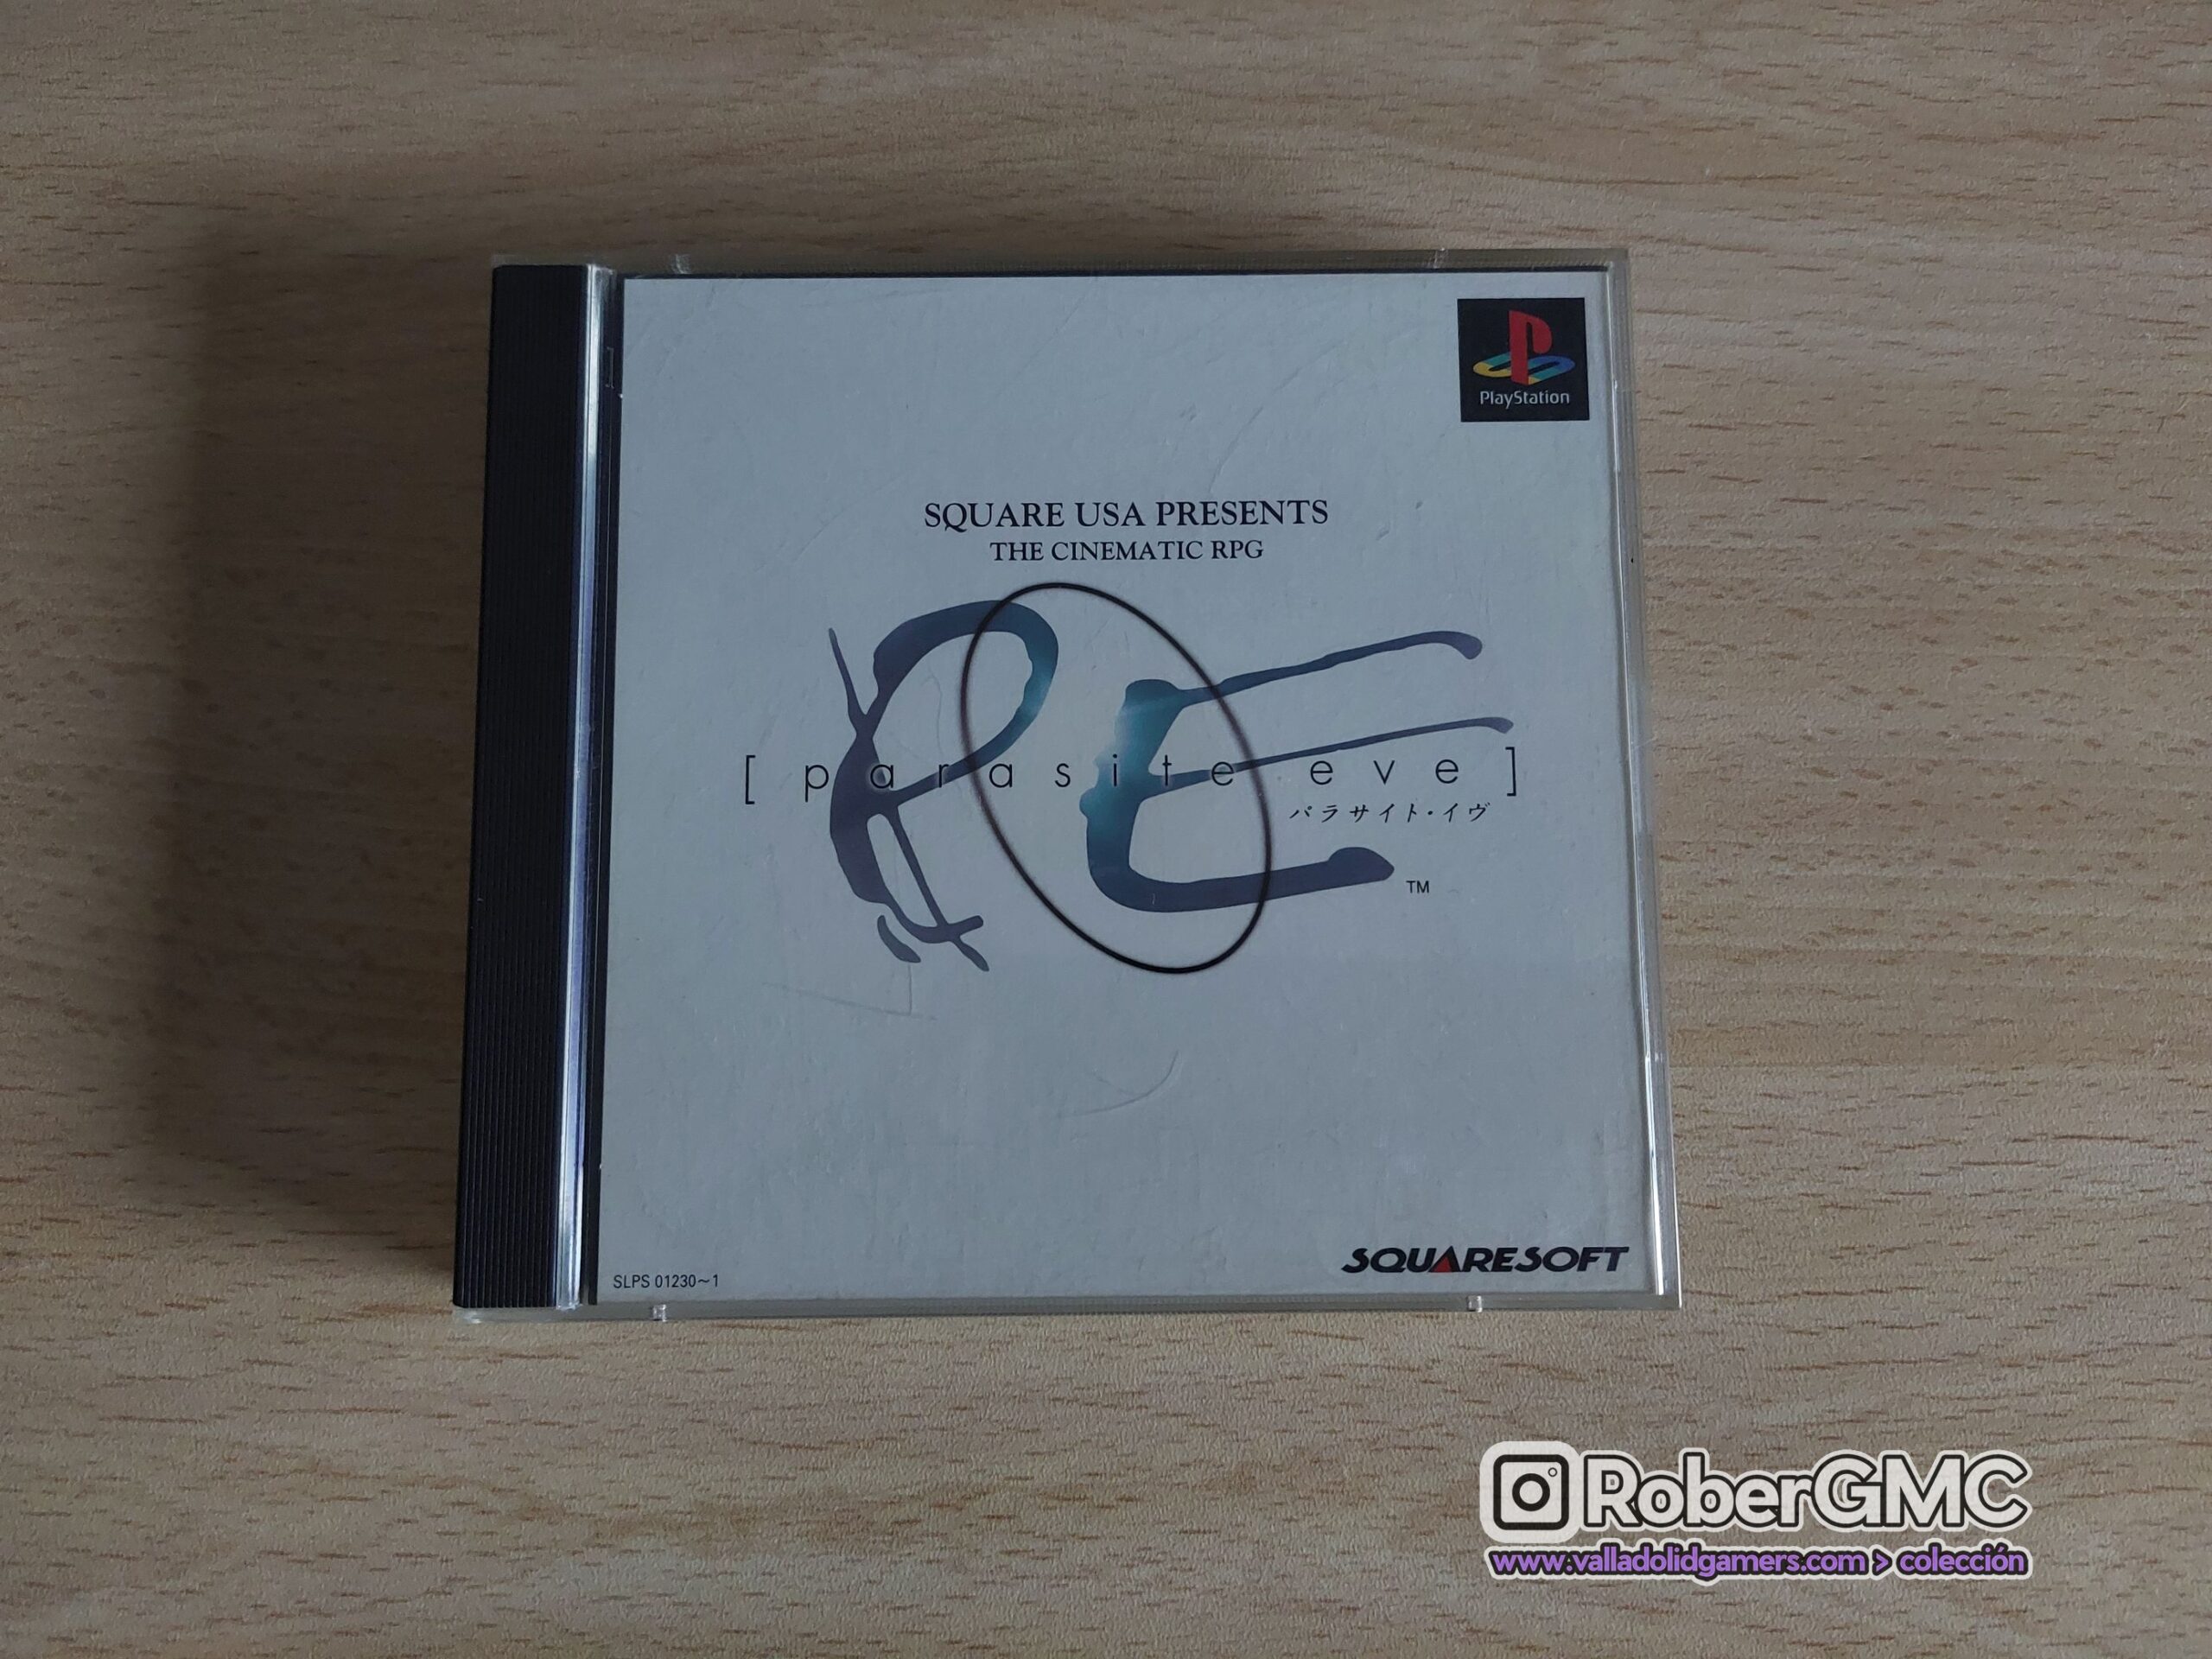 PlayStation
SQUARE USA PRESENTS
THE CINEMATIC RPG
PE
[ parasite eve ]
パラサイト・イヴ
TM
SLPS 01230~1
SQUARESOFT
RoberGMC
www.valladolidgamers.com > colección